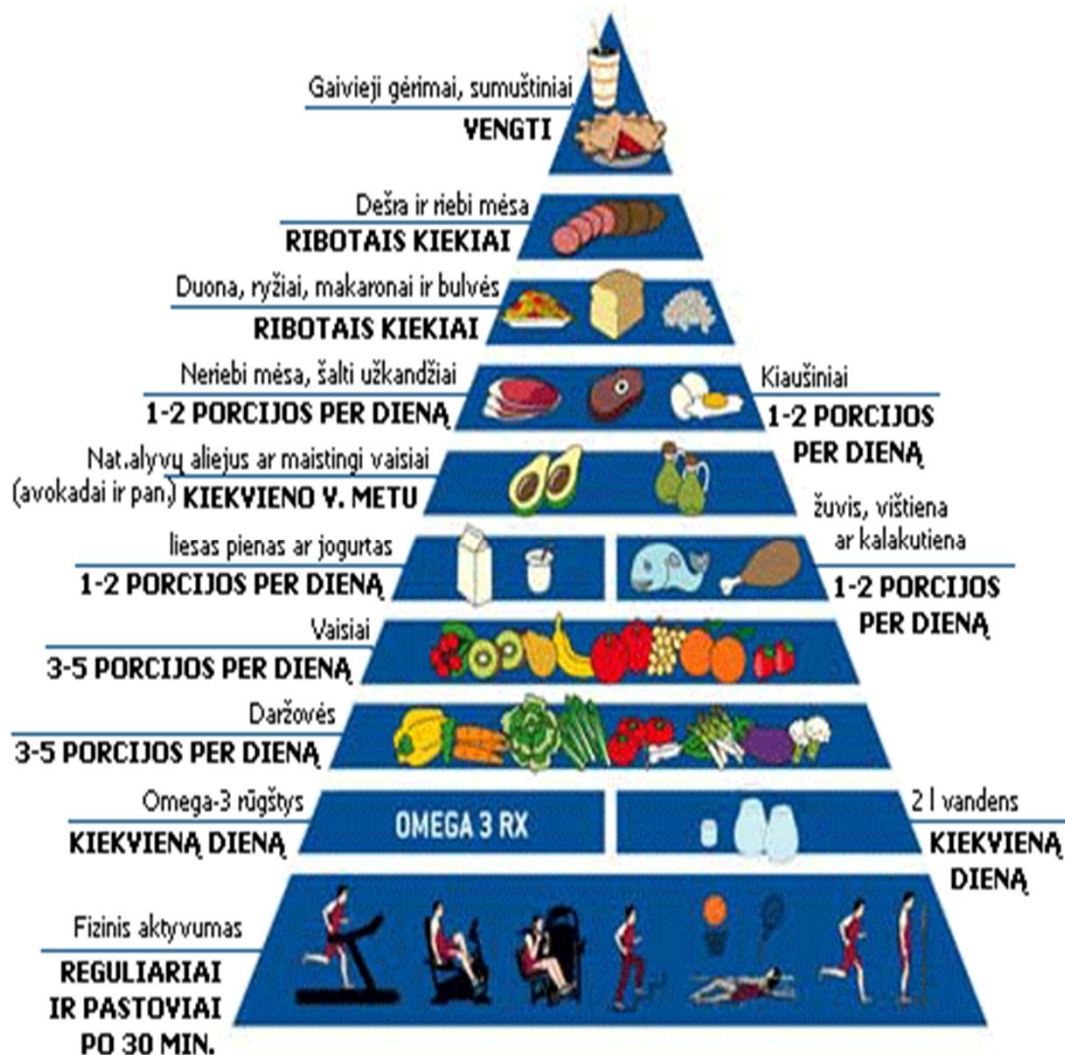 Gaivieji gėrimai, sumuštiniai
VENGTI
Dešra ir riebi mėsa
RIBOTAIS KIEKIAI
Duona, ryžiai, makaronai ir bulvės
RIBOTAIS KIEKIAI
Neriebi mėsa, šalti užkandžiai
1-2 PORCIJOS PER DIENĄ
Kiaušiniai
1-2 PORCIJOS
PER DIENĄ
Nat.alyvų aliejus ar maistingi vaisiai
(avokadai ir pan.) KIEKVIENO V. METU
liesas pienas ar jogurtas
1-2 PORCIJOS PER DIENĄ
žuvis, vištiena
ar kalakutiena
1-2 PORCIJOS
PER DIENĄ
Vaisiai
3-5 PORCIJOS PER DIENĄ
Daržovės
3-5 PORCIJOS PER DIENĄ
Omega-3 rūgštys
KIEKVIENĄ DIENĄ
OMEGA 3 RX
2 l vandens
KIEKVIENĄ
DIENĄ
Fizinis aktyvumas
REGULIARIAI
IR PASTOVIAI
PO 30 MIN.